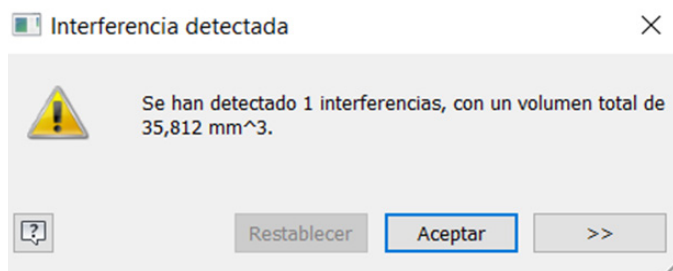 Interferencia detectada
Se han detectado 1 interferencias, con un volumen total de
35,812 mm^3.
?
Restablecer
Aceptar
>>